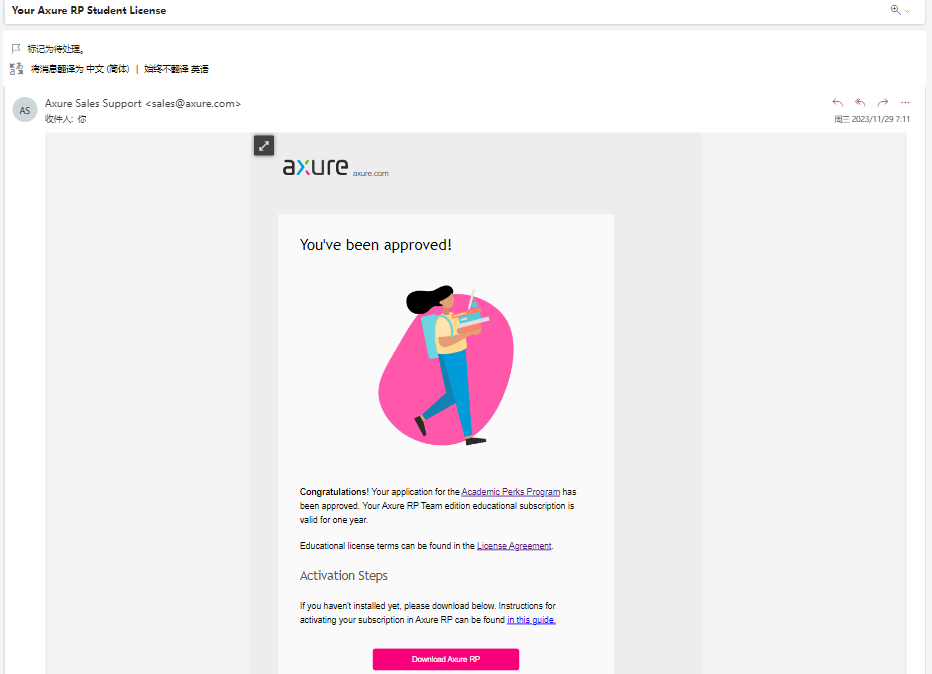 Your Axure RP Student License
标记为待处理。
将消息翻译为 中文 (简体) | 始终不翻译 英语
AS
Axure Sales Support <sales@axure.com>
收件人: 你
周三 2023/11/29 7:11
axure axure.com
You've been approved!
Congratulations! Your application for the Academic Perks Program has
been approved. Your Axure RP Team edition educational subscription is
valid for one year.
Educational license terms can be found in the License Agreement.
Activation Steps
If you haven't installed yet, please download below. Instructions for
activating your subscription in Axure RP can be found in this guide.
Download Axure RP